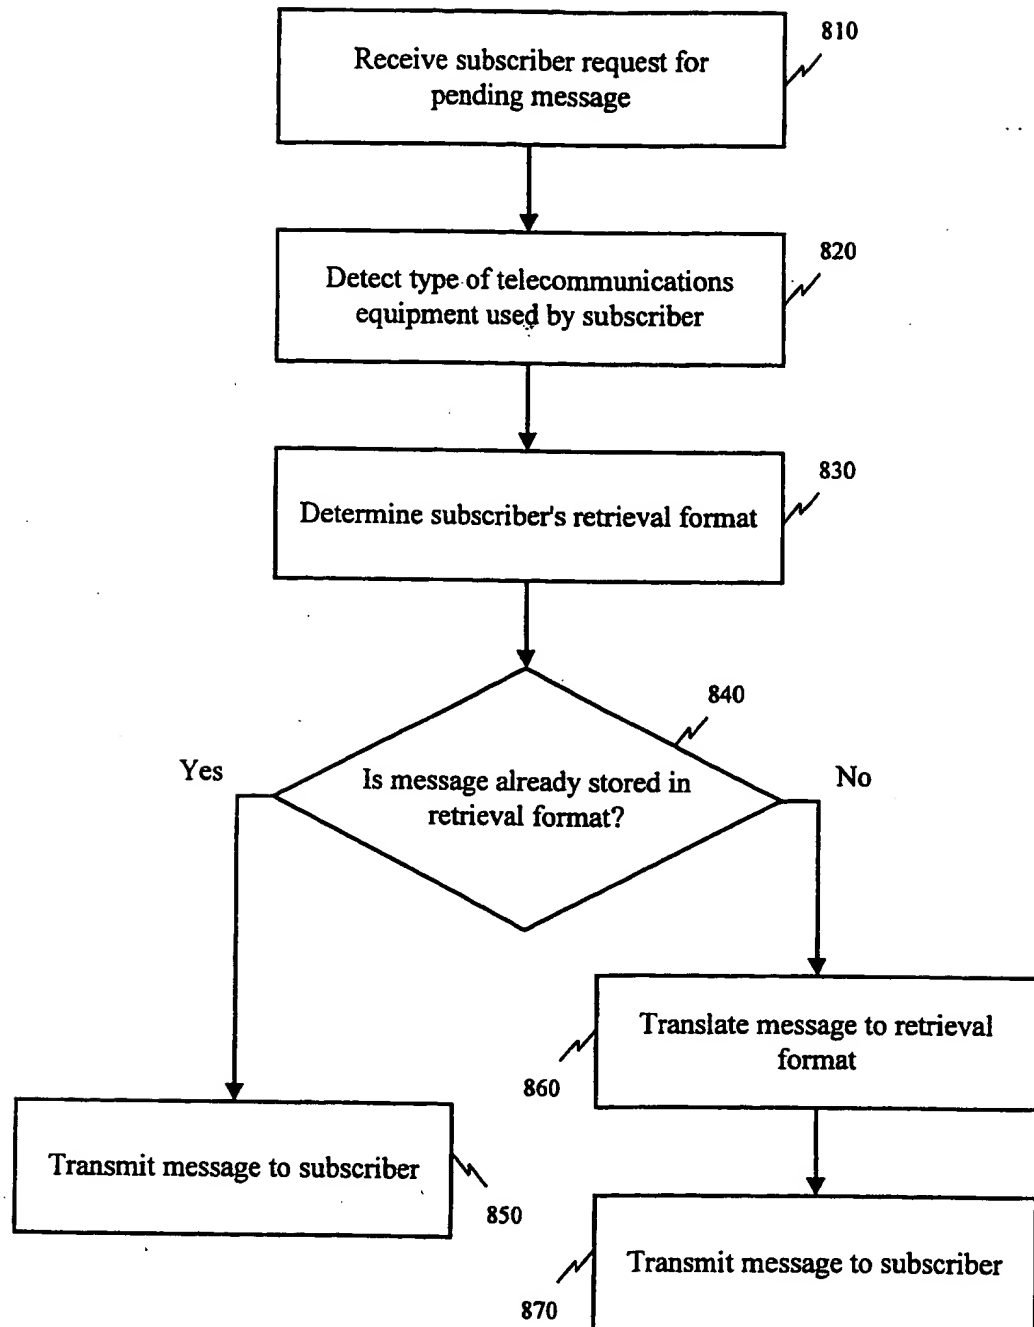 810
Receive subscriber request for
pending message
820
Detect type of telecommunications
equipment used by subscriber
830
Determine subscriber's retrieval format
840
Yes
Is message already stored in
retrieval format?
No
Translate message to retrieval
format
860
Transmit message to subscriber
850
Transmit message to subscriber
870